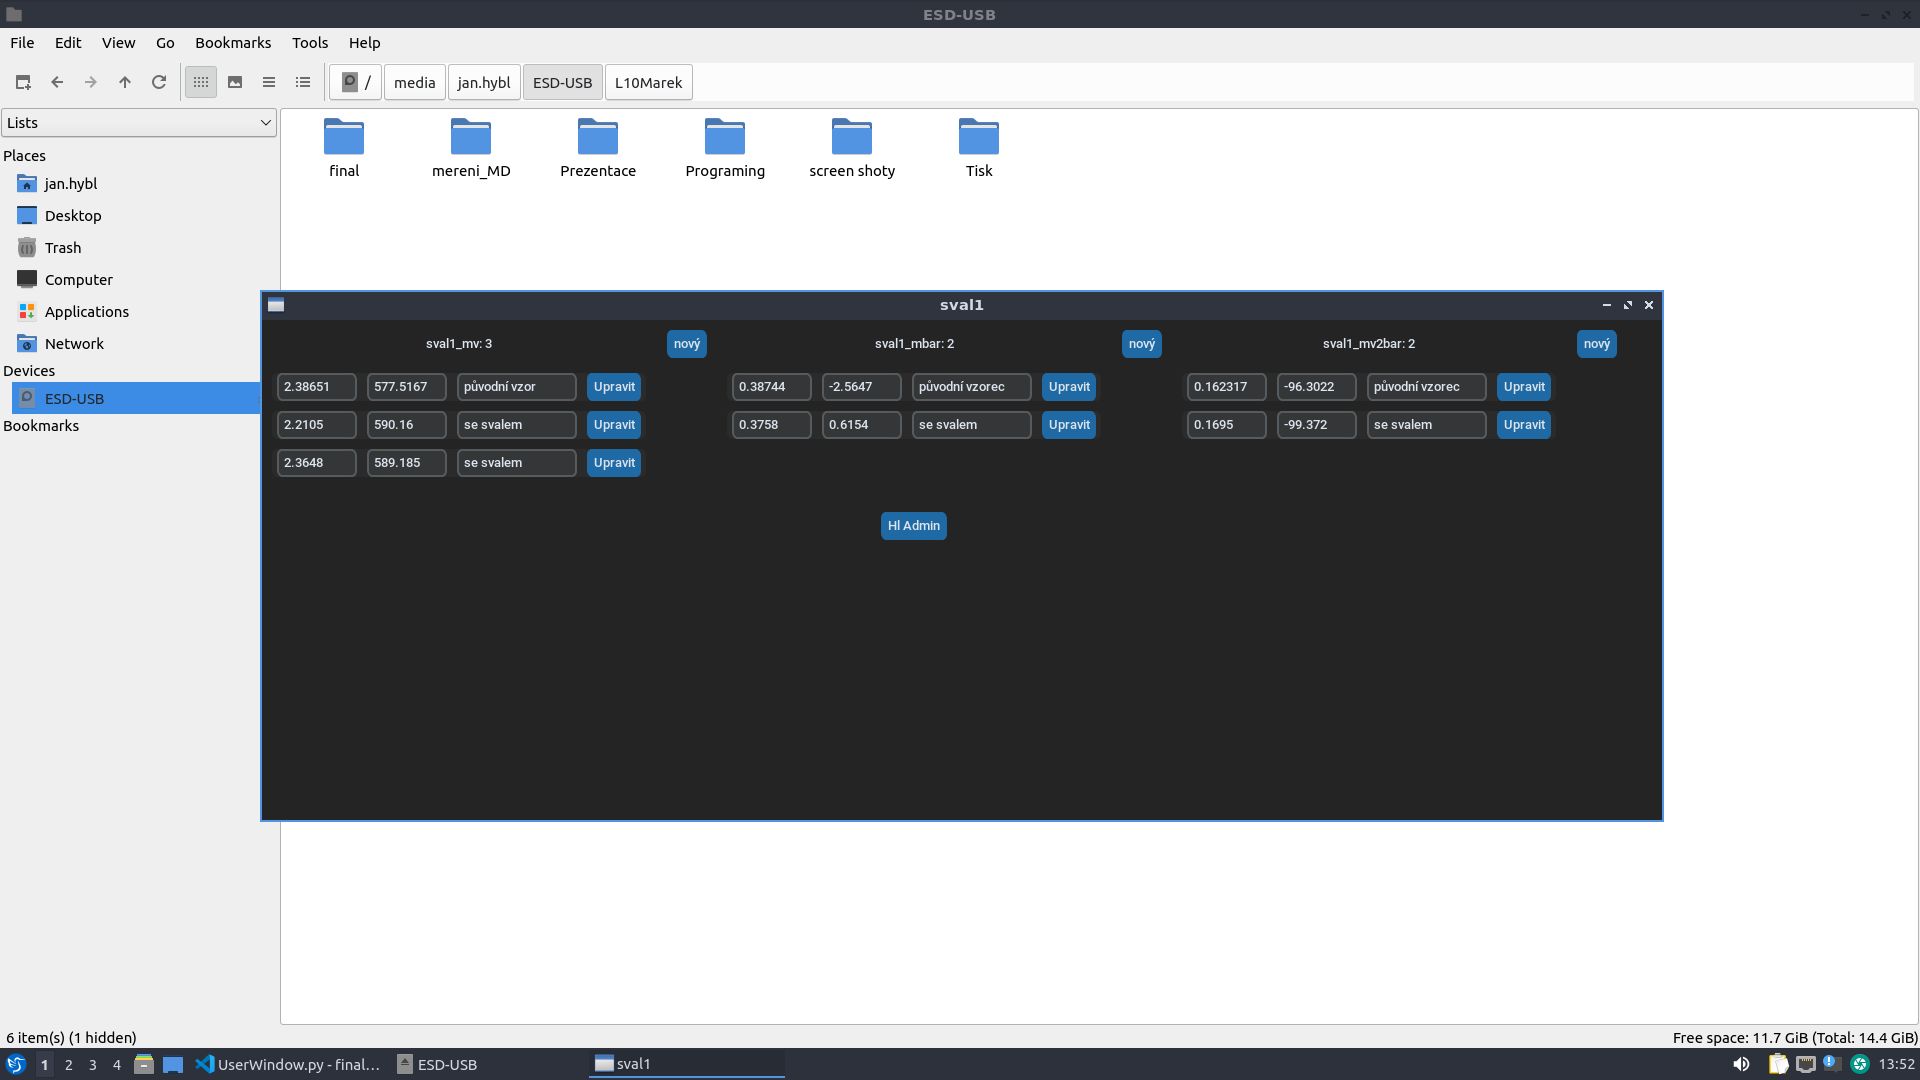 ESD-USB
File Edit View Go Bookmarks Tools Help
/ media jan.hybl ESD-USB L10Marek
Lists
Places
jan.hybl
Desktop
Trash
Computer
Applications
Network
Devices
ESD-USB
Bookmarks
final mereni_MD Prezentace Programing screen shoty Tisk
sval1
sval1_mv: 3 nový sval1_mbar: 2 nový sval1_mv2bar: 2 nový
2.38651 577.5167 původní vzor Upravit 0.38744 -2.5647 původní vzorec Upravit 0.162317 -96.3022 původní vzorec Upravit
2.2105 590.16 se svalem Upravit 0.3758 0.6154 se svalem Upravit 0.1695 -99.372 se svalem Upravit
2.3648 589.185 se svalem Upravit
Hl Admin
6 item(s) (1 hidden) Free space: 11.7 GiB (Total: 14.4 GiB)
1 2 3 4 UserWindow.py - final... ESD-USB sval1 13:52